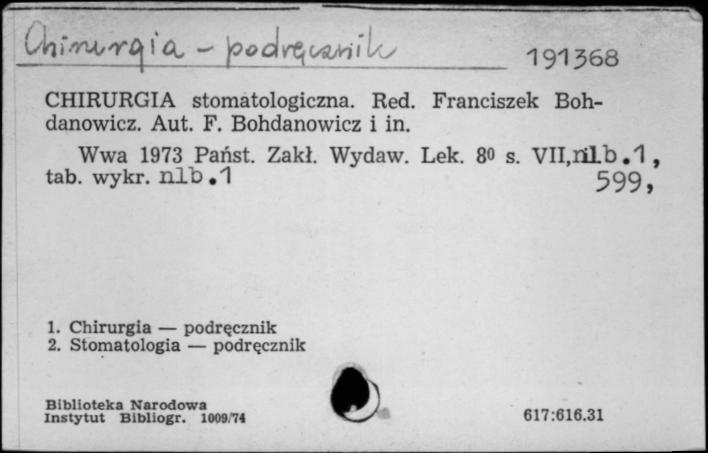 Chirurgia - podręcznik
191368
CHIRURGIA stomatologiczna. Red. Franciszek Boh-
danowicz. Aut. F. Bohdanowicz i in.
Wwa 1973 Państ. Zakł. Wydaw. Lek. 8⁰ s. VII, nlb.1,
tab. wykr. nlb.1 599,
1. Chirurgia — podręcznik
2. Stomatologia — podręcznik
Biblioteka Narodowa
Instytut Bibliogr. 1009/74 617:616.31